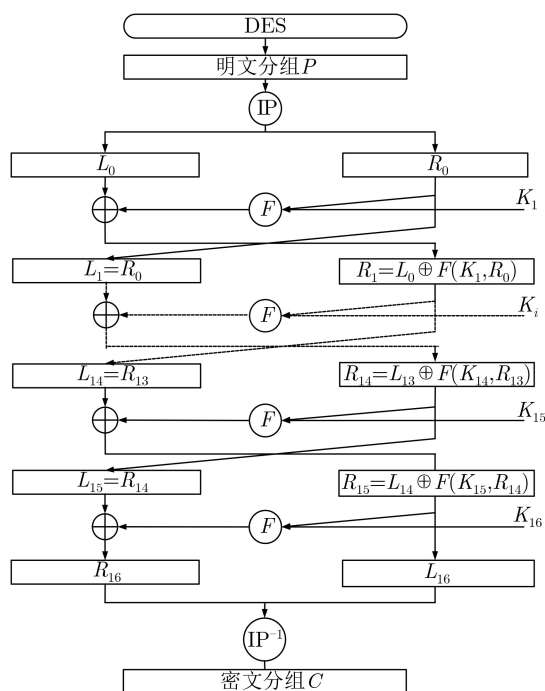 DES
明文分组P
IP
L₀ R₀
F K₁
L₁=R₀ R₁=L₀⊕F(K₁,R₀)
F Kᵢ
L₁₄=R₁₃ R₁₄=L₁₃⊕F(K₁₄,R₁₃)
F K₁₅
L₁₅=R₁₄ R₁₅=L₁₄⊕F(K₁₅,R₁₄)
F K₁₆
R₁₆ L₁₆
IP⁻¹
密文分组C